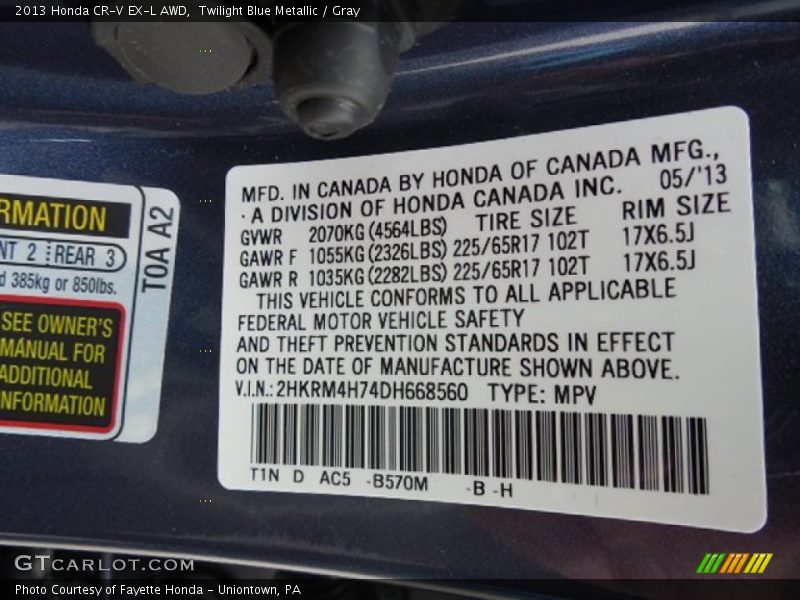 2013 Honda CR-V EX-L AWD,  Twilight Blue Metallic / Gray
RMATION
NT 2 REAR 3
d 385kg or 850lbs.
SEE OWNER'S
MANUAL FOR
ADDITIONAL
NFORMATION
T0A A2
MFD. IN CANADA BY HONDA OF CANADA MFG.,
A DIVISION OF HONDA CANADA INC. 05/'13
GVWR 2070KG(4564LBS) TIRE SIZE RIM SIZE
GAWR F 1055KG(2326LBS) 225/65R17 102T 17X6.5J
GAWR R 1035KG(2282LBS) 225/65R17 102T 17X6.5J
THIS VEHICLE CONFORMS TO ALL APPLICABLE
FEDERAL MOTOR VEHICLE SAFETY
AND THEFT PREVENTION STANDARDS IN EFFECT
ON THE DATE OF MANUFACTURE SHOWN ABOVE.
V.I.N.:2HKRM4H74DH668560 TYPE: MPV
T1N D AC5 -B570M -B -H
GTCARLOT.COM
Photo Courtesy of Fayette Honda - Uniontown, PA